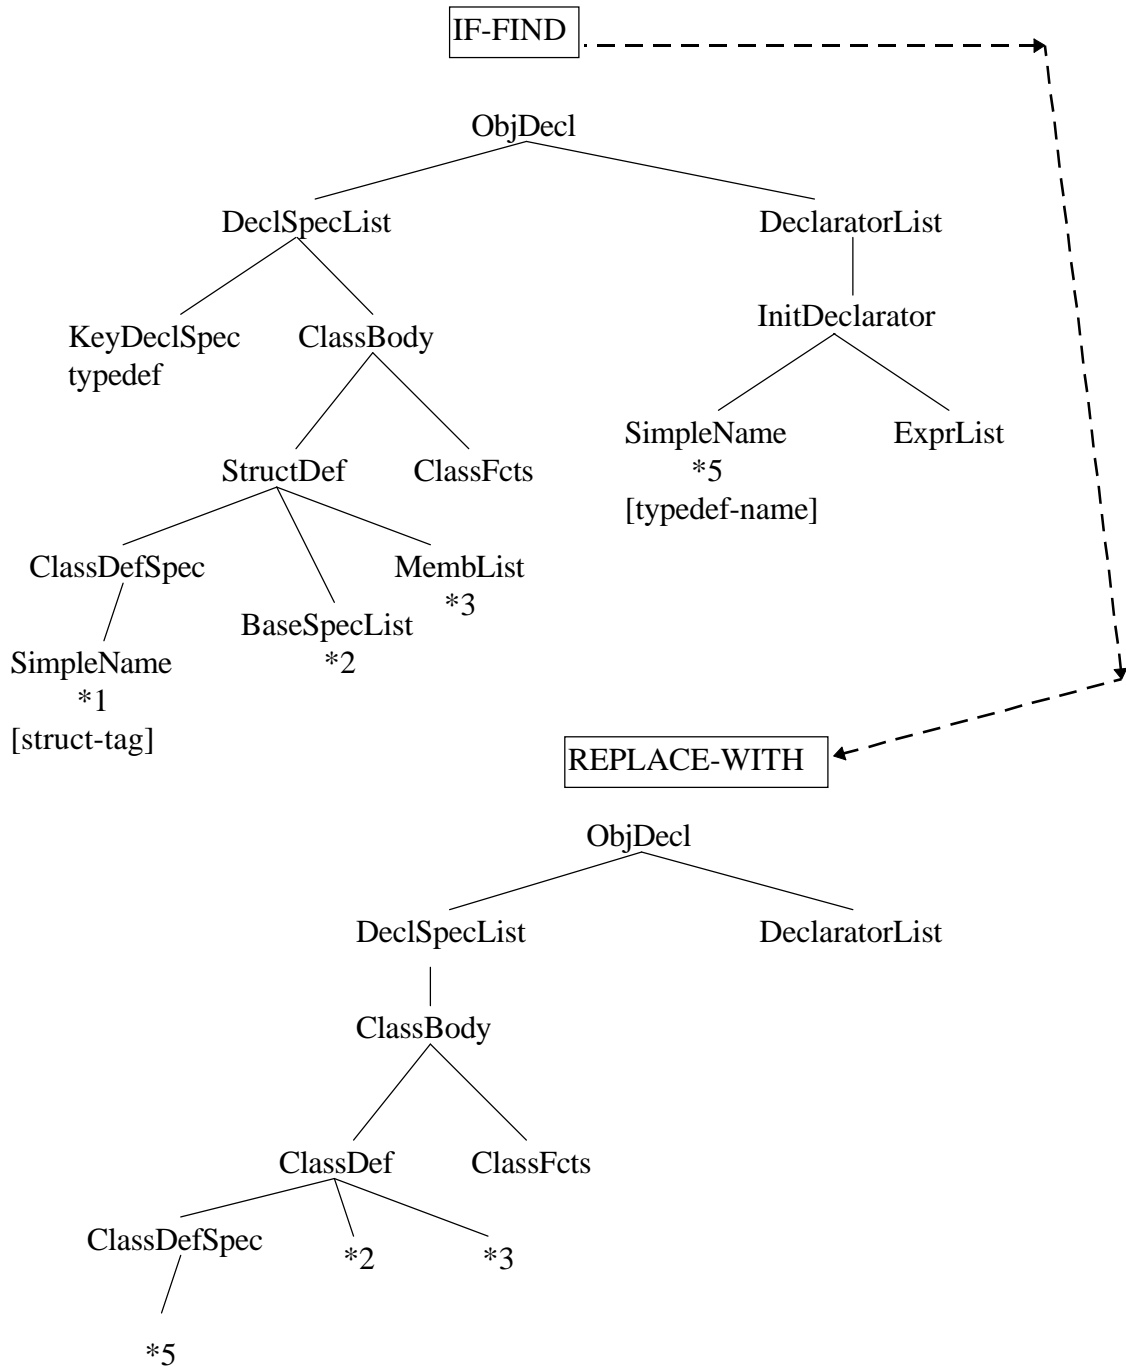 IF-FIND
ObjDecl
DeclSpecList
DeclaratorList
KeyDeclSpec
typedef
ClassBody
InitDeclarator
StructDef
ClassFcts
SimpleName
*5
[typedef-name]
ExprList
ClassDefSpec
MembList
*3
BaseSpecList
*2
SimpleName
*1
[struct-tag]
REPLACE-WITH
ObjDecl
DeclSpecList
DeclaratorList
ClassBody
ClassDef
ClassFcts
ClassDefSpec
*2
*3
*5